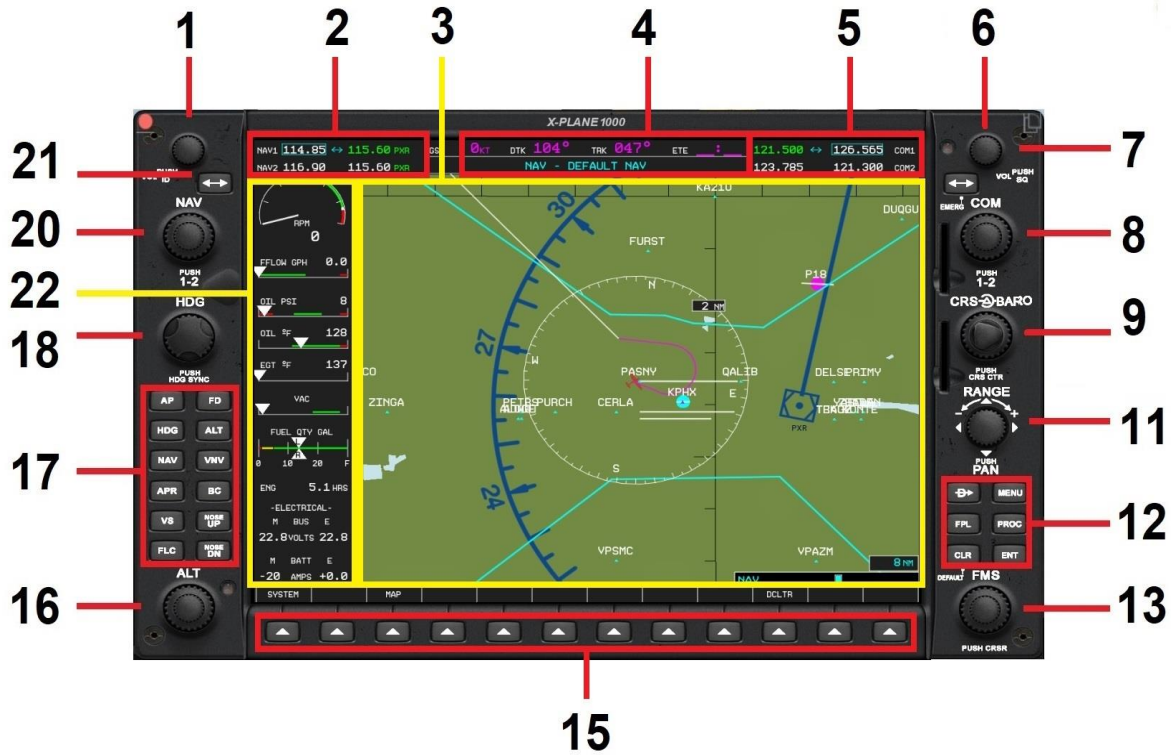 1 2 3 4 5 6
X-PLANE 1000
NAV1 114.85 ↔ 115.60 PXR GS 0KT DTK 104° TRK 047° ETE __:__ 121.500 ↔ 126.565 COM1
NAV2 116.90 115.60 PXR NAV - DEFAULT NAV 123.785 121.300 COM2
21
VOL PUSH ID
7
VOL PUSH SQ
NAV
EMERG COM
20
8
PUSH 1-2
PUSH 1-2
22
HDG
CRS BARO
18
9
PUSH HDG SYNC
PUSH CRS CTR
RANGE
- +
11
PUSH PAN
AP FD
HDG ALT
NAV VNV
APR BC
VS NOSE UP
FLC NOSE DN
17
D MENU
FPL PROC
CLR ENT
12
ALT
DEFAULT FMS
16
13
PUSH CRSR
RPM
0
FFLOW GPH 0.0
OIL PSI 8
OIL °F 128
EGT °F 137
VAC
FUEL QTY GAL
L
R
0 10 20 F
ENG 5.1 HRS
-ELECTRICAL-
M BUS E
22.8 VOLTS 22.8
M BATT E
-20 AMPS +0.0
30
DUQGU
FURST
P18
N
2 NM
27
W
PASNY
QALIB
DELSE PRIMY
CO
KPHX
E
ZINGA
PURCH
CERLA
PXR
S
24
VPSMC
VPAZM
8 NM
NAV
SYSTEM MAP DCLTR
15